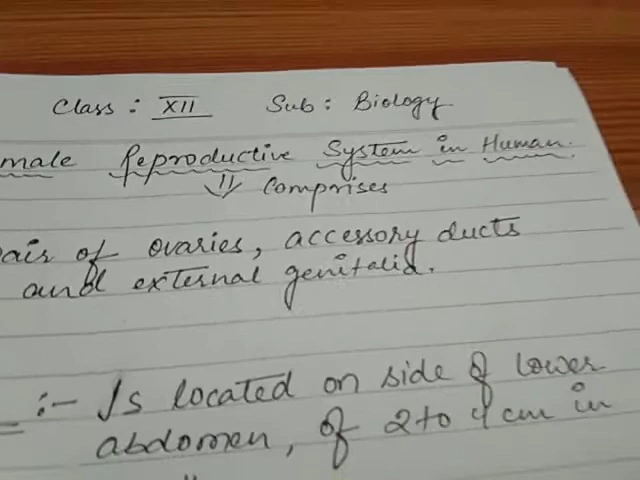 Class : XII Sub : Biology
male Reproductive System in Human.
Comprises
air of ovaries, accessory ducts
and external genitalia.
:- Is located on side of lower
abdomen, of 2 to 4 cm in